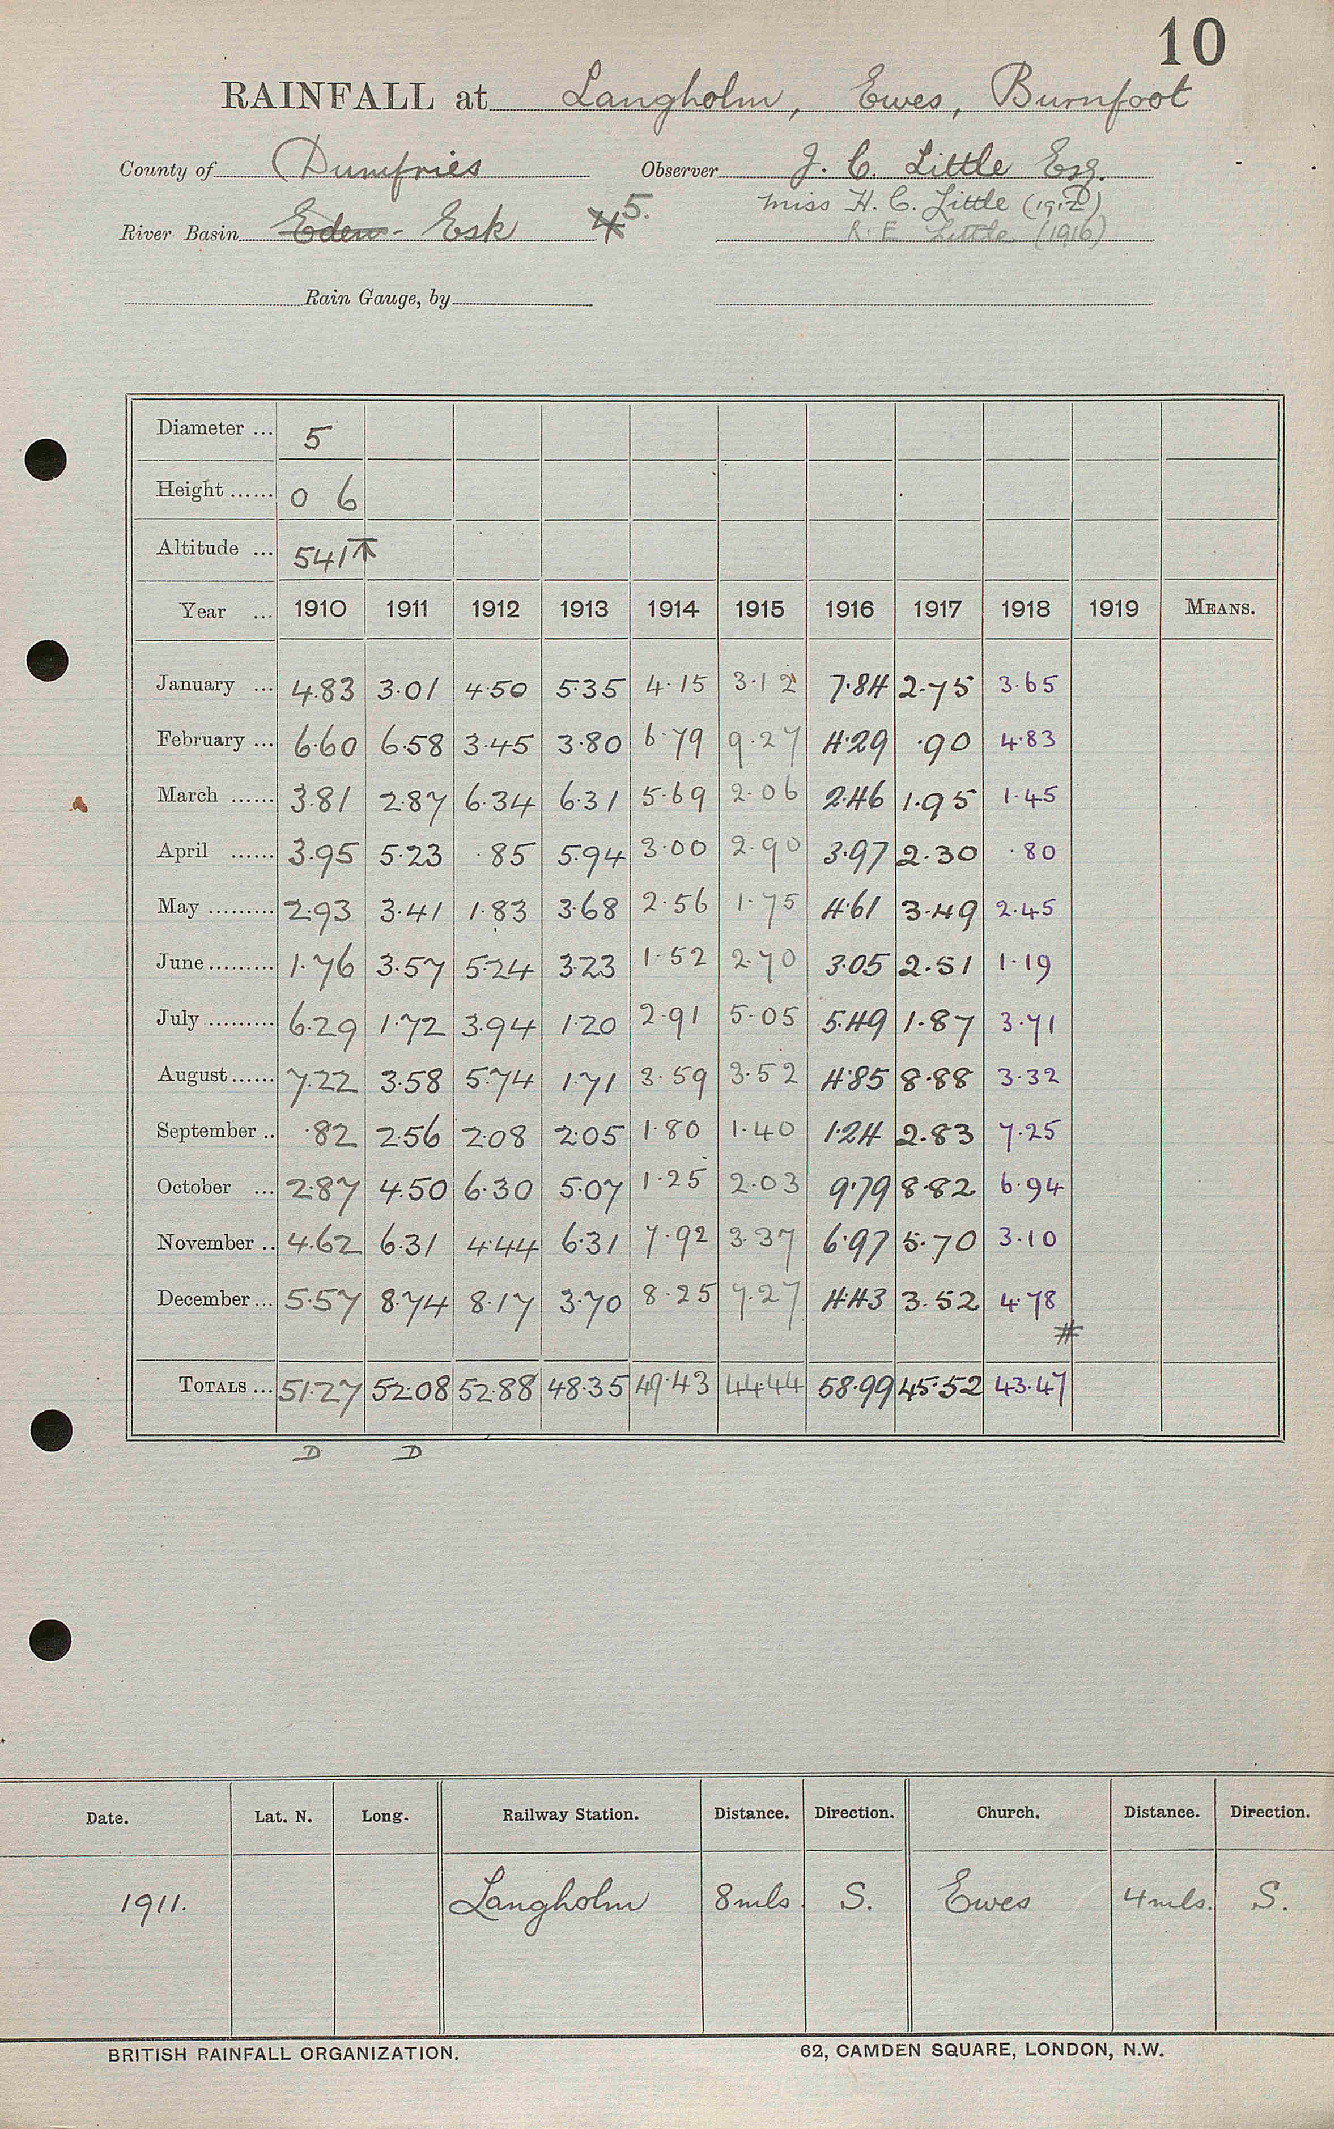 10
RAINFALL at Langholm, Ewes, Burnfoot
County of Dumfries Observer J. C. Little Esq.
Miss H. C. Little (1912)
River Basin Eden - Esk 4 5. R. E. Little (1916)
Rain Gauge, by
Diameter ... 5
Height ...... 0 6
Altitude ... 541
Year ... 1910 1911 1912 1913 1914 1915 1916 1917 1918 1919 MEANS.
January ... 4.83 3.01 4.50 5.35 4.15 3.12 7.84 2.75 3.65
February ... 6.60 6.58 3.45 3.80 6.79 9.27 4.29 .90 4.83
March ...... 3.81 2.87 6.34 6.31 5.69 2.06 2.46 1.95 1.45
April ...... 3.95 5.23 .85 5.94 3.00 2.90 3.97 2.30 .80
May ......... 2.93 3.41 1.83 3.68 2.56 1.75 4.61 3.49 2.45
June ......... 1.76 3.57 5.24 3.23 1.52 2.70 3.05 2.51 1.19
July ......... 6.29 1.72 3.94 1.20 2.91 5.05 5.49 1.87 3.71
August ...... 7.22 3.58 5.74 1.71 3.59 3.52 4.85 8.88 3.32
September .. .82 2.56 2.08 2.05 1.80 1.40 1.24 2.83 7.25
October ... 2.87 4.50 6.30 5.07 1.25 2.03 9.79 8.82 6.94
November .. 4.62 6.31 4.44 6.31 7.92 3.37 6.97 5.70 3.10
December ... 5.57 8.74 8.17 3.70 8.25 7.27 4.43 3.52 4.78
#
TOTALS ... 51.27 52.08 52.88 48.35 49.43 44.44 58.99 45.52 43.47
D D
Date. Lat. N. Long. Railway Station. Distance. Direction. Church. Distance. Direction.
1911. Langholm 8 mls. S. Ewes 4 mls. S.
BRITISH RAINFALL ORGANIZATION. 62, CAMDEN SQUARE, LONDON, N.W.